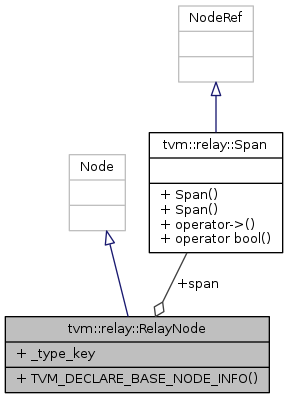 NodeRef
tvm::relay::Span
+ Span()
+ Span()
+ operator->()
+ operator bool()
Node
+span
tvm::relay::RelayNode
+ _type_key
+ TVM_DECLARE_BASE_NODE_INFO()